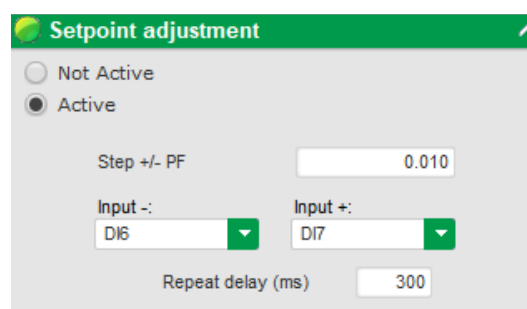 Setpoint adjustment
Not Active
Active
Step +/- PF 0.010
Input -: Input +:
DI6 DI7
Repeat delay (ms) 300